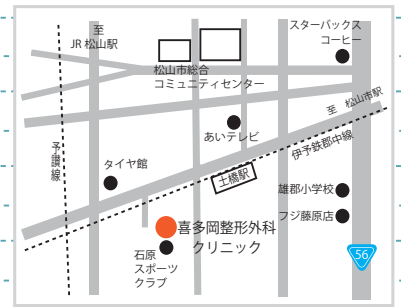 至
JR 松山駅
スターバックス
コーヒー
松山市総合
コミュニティセンター
至 松山市駅
あいテレビ
伊予鉄郡中線
予讃線
タイヤ館
土橋駅
雄郡小学校
フジ藤原店
喜多岡整形外科
クリニック
石原
スポーツ
クラブ
56